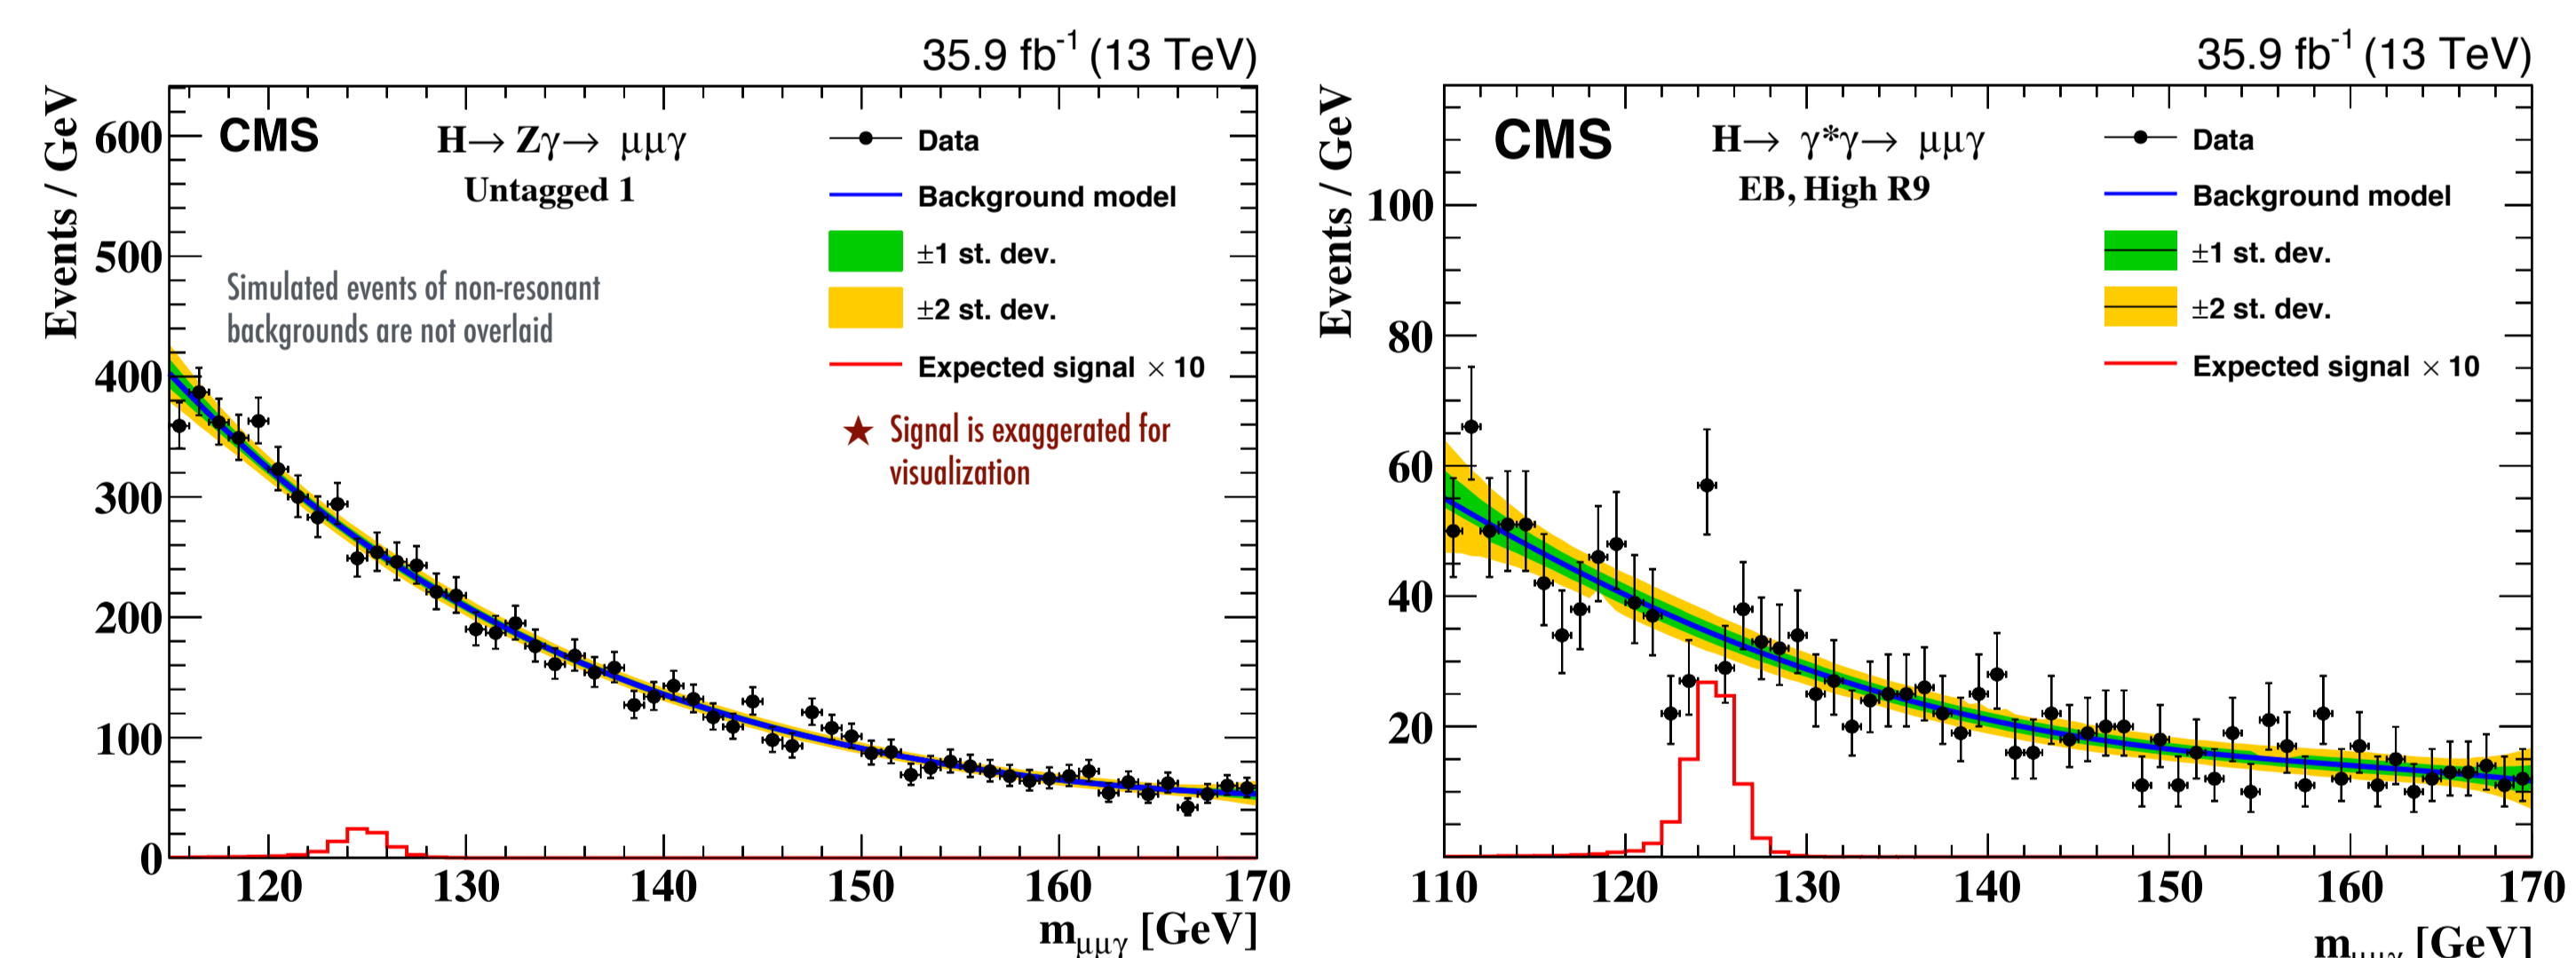 35.9 fb⁻¹ (13 TeV)
Events / GeV
CMS
H→ Zγ→ μμγ
Untagged 1
Simulated events of non-resonant
backgrounds are not overlaid
Data
Background model
±1 st. dev.
±2 st. dev.
Expected signal × 10
★ Signal is exaggerated for
visualization
600
500
400
300
200
100
0
120 130 140 150 160 170
m_μμγ [GeV]
35.9 fb⁻¹ (13 TeV)
Events / GeV
CMS
H→ γ*γ→ μμγ
EB, High R9
Data
Background model
±1 st. dev.
±2 st. dev.
Expected signal × 10
100
80
60
40
20
110 120 130 140 150 160 170
m_μμγ [GeV]